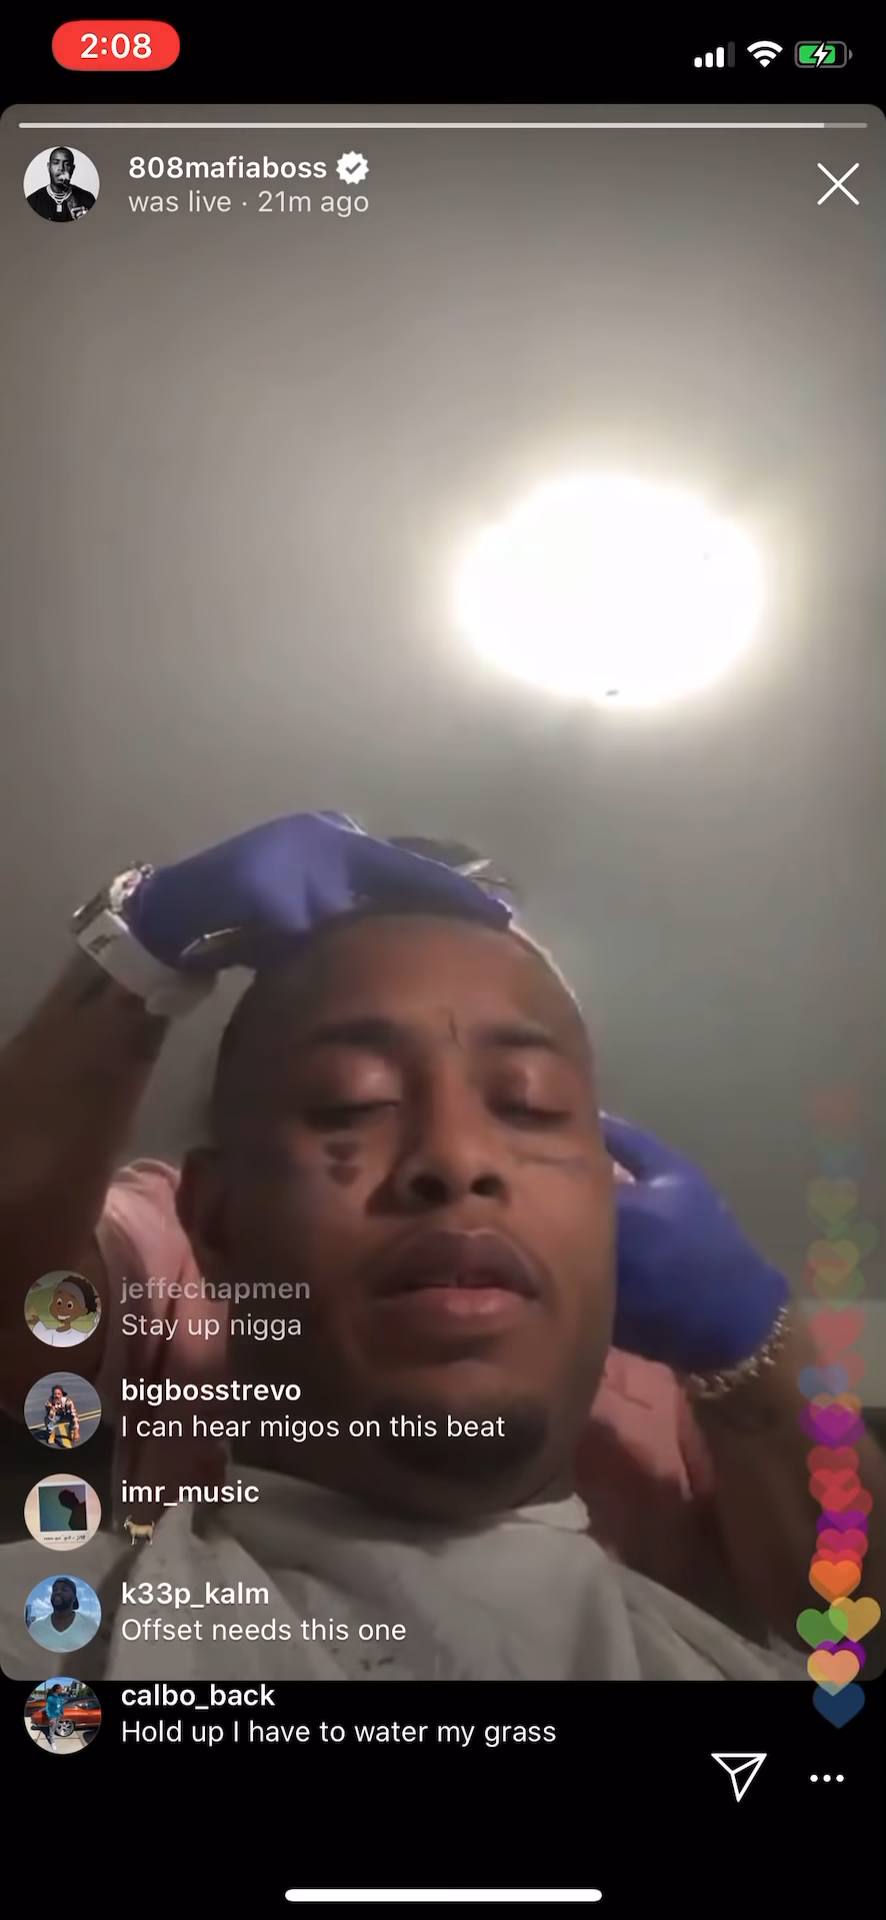 2:08
808mafiaboss
was live · 21m ago
jeffechapmen
Stay up nigga
bigbosstrevo
I can hear migos on this beat
imr_music
🐐
k33p_kalm
Offset needs this one
calbo_back
Hold up I have to water my grass